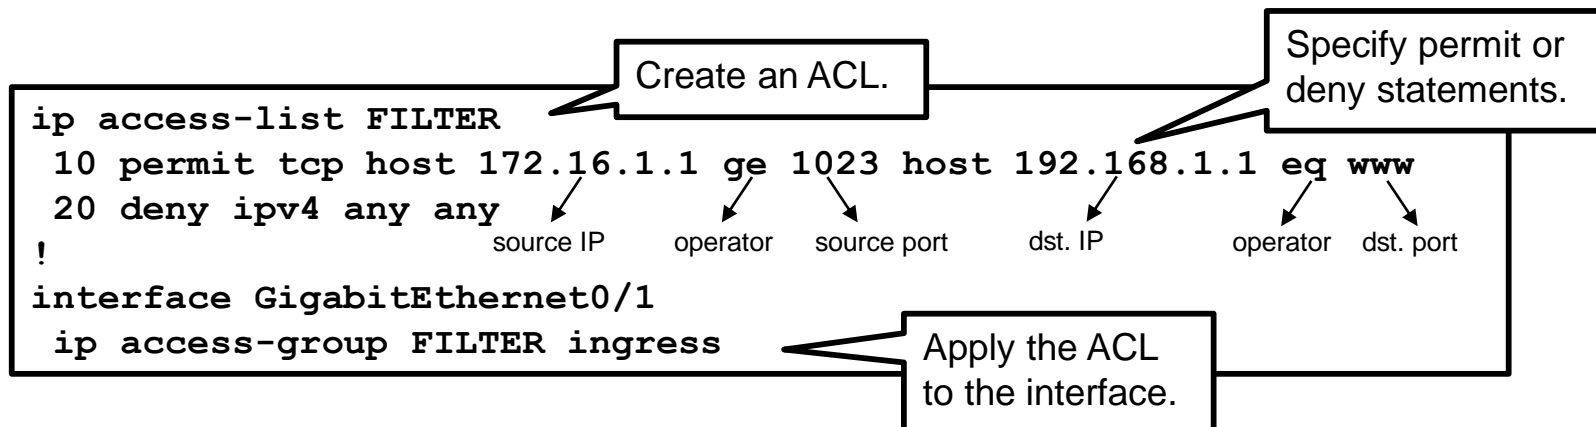 Specify permit or
deny statements.
Create an ACL.
ip access-list FILTER
10 permit tcp host 172.16.1.1 ge 1023 host 192.168.1.1 eq www
20 deny ipv4 any any
source IP operator source port dst. IP operator dst. port
!
interface GigabitEthernet0/1
ip access-group FILTER ingress
Apply the ACL
to the interface.